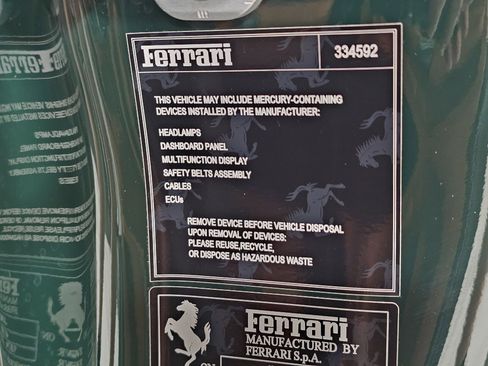 Ferrari 334592
THIS VEHICLE MAY INCLUDE MERCURY-CONTAINING
DEVICES INSTALLED BY THE MANUFACTURER:
HEADLAMPS
DASHBOARD PANEL
MULTIFUNCTION DISPLAY
SAFETY BELTS ASSEMBLY
CABLES
ECUs
REMOVE DEVICE BEFORE VEHICLE DISPOSAL
UPON REMOVAL OF DEVICES:
PLEASE REUSE,RECYCLE,
OR DISPOSE AS HAZARDOUS WASTE
Ferrari
MANUFACTURED BY
FERRARI S.p.A.
ON